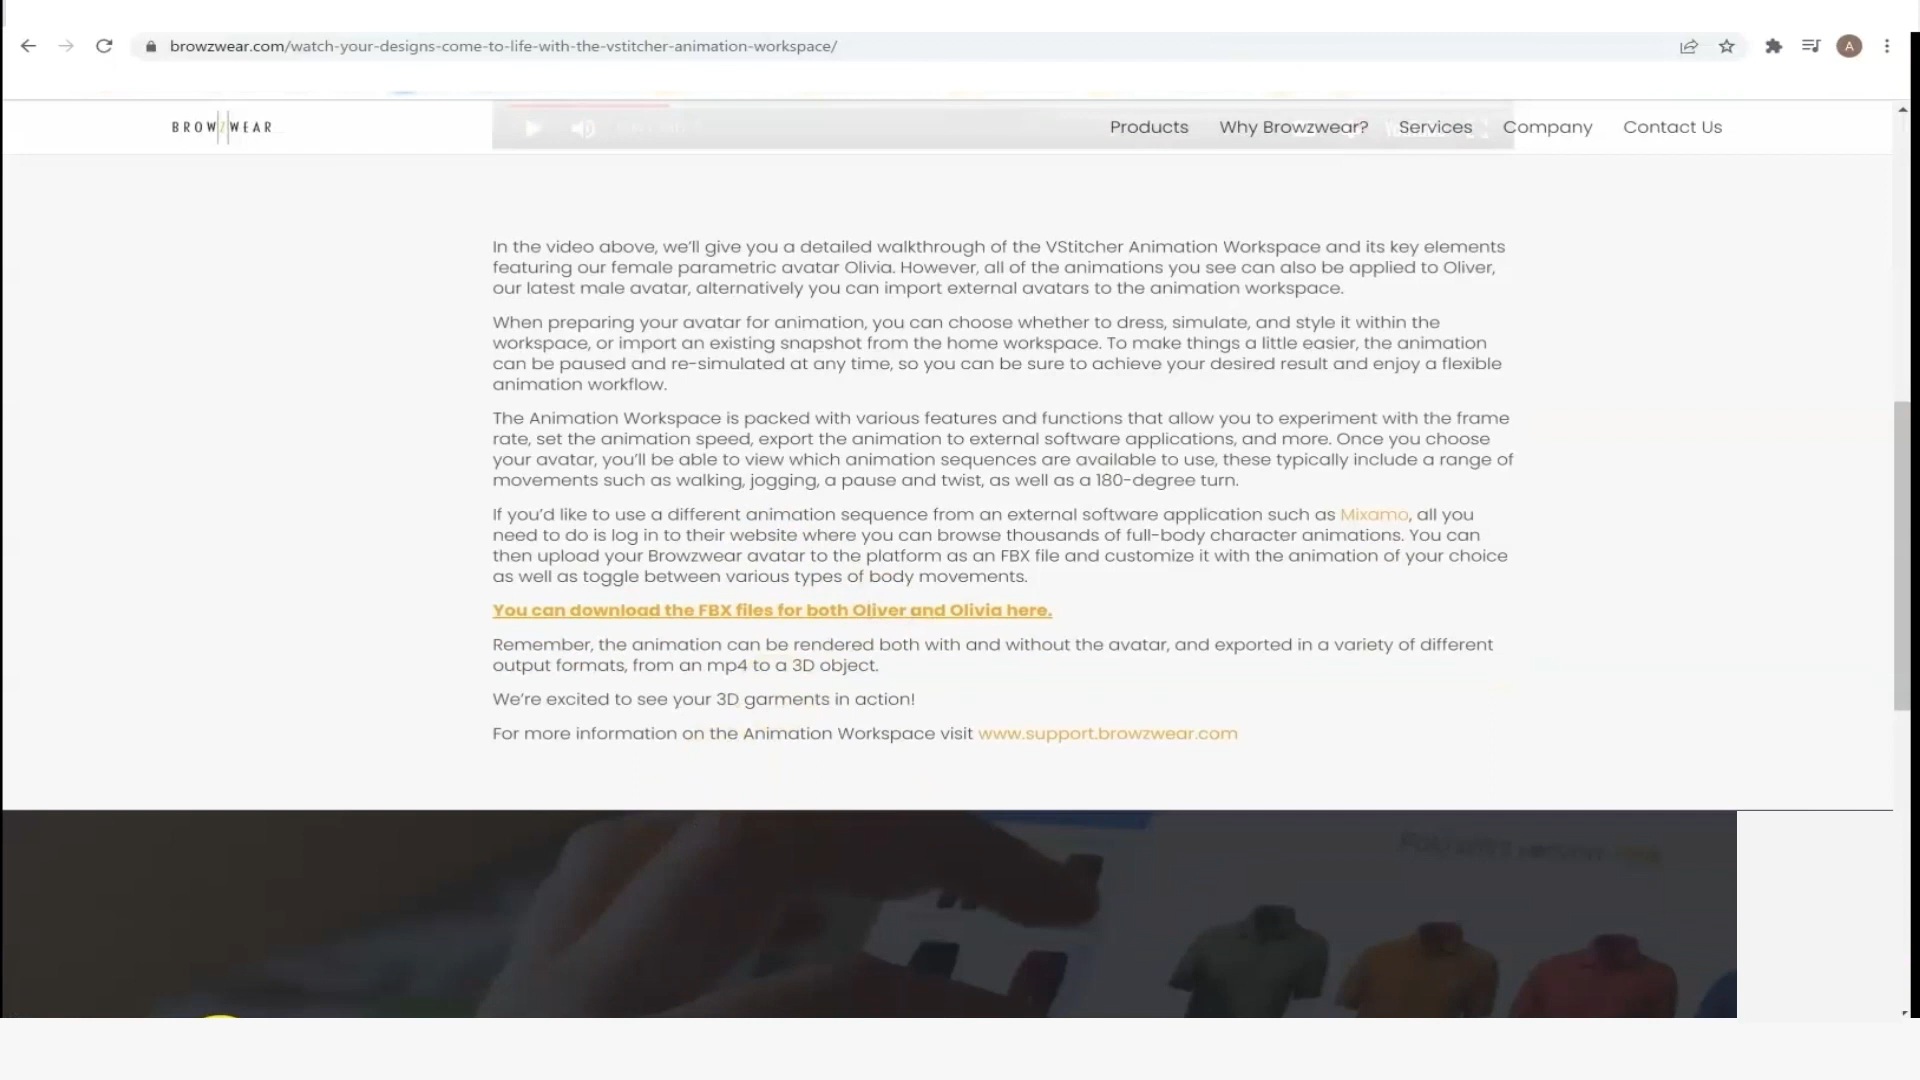 browzwear.com/watch-your-designs-come-to-life-with-the-vstitcher-animation-workspace/
A
BROWZWEAR
Products
Why Browzwear?
Services
Company
Contact Us
In the video above, we'll give you a detailed walkthrough of the VStitcher Animation Workspace and its key elements
featuring our female parametric avatar Olivia. However, all of the animations you see can also be applied to Oliver,
our latest male avatar, alternatively you can import external avatars to the animation workspace.
When preparing your avatar for animation, you can choose whether to dress, simulate, and style it within the
workspace, or import an existing snapshot from the home workspace. To make things a little easier, the animation
can be paused and re-simulated at any time, so you can be sure to achieve your desired result and enjoy a flexible
animation workflow.
The Animation Workspace is packed with various features and functions that allow you to experiment with the frame
rate, set the animation speed, export the animation to external software applications, and more. Once you choose
your avatar, you'll be able to view which animation sequences are available to use, these typically include a range of
movements such as walking, jogging, a pause and twist, as well as a 180-degree turn.
If you'd like to use a different animation sequence from an external software application such as Mixamo, all you
need to do is log in to their website where you can browse thousands of full-body character animations. You can
then upload your Browzwear avatar to the platform as an FBX file and customize it with the animation of your choice
as well as toggle between various types of body movements.
You can download the FBX files for both Oliver and Olivia here.
Remember, the animation can be rendered both with and without the avatar, and exported in a variety of different
output formats, from an mp4 to a 3D object.
We're excited to see your 3D garments in action!
For more information on the Animation Workspace visit www.support.browzwear.com